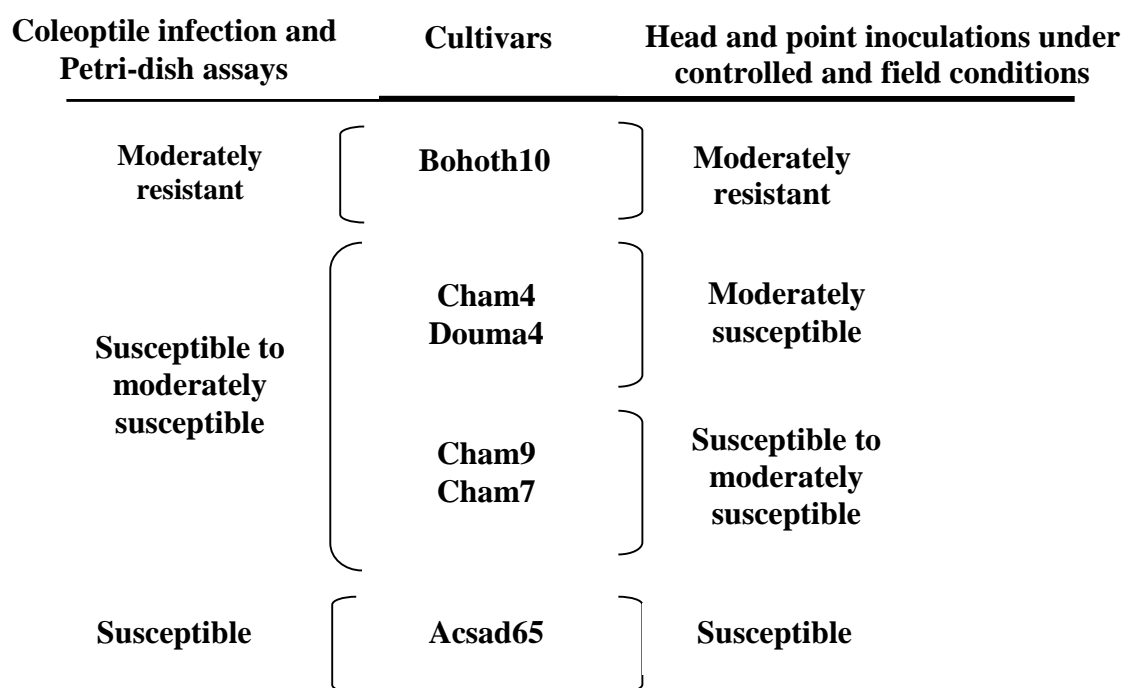 Coleoptile infection and
Petri-dish assays
Cultivars
Head and point inoculations under
controlled and field conditions
Moderately
resistant
Bohoth10
Moderately
resistant
Susceptible to
moderately
susceptible
Cham4
Douma4
Moderately
susceptible
Cham9
Cham7
Susceptible to
moderately
susceptible
Susceptible
Acsad65
Susceptible